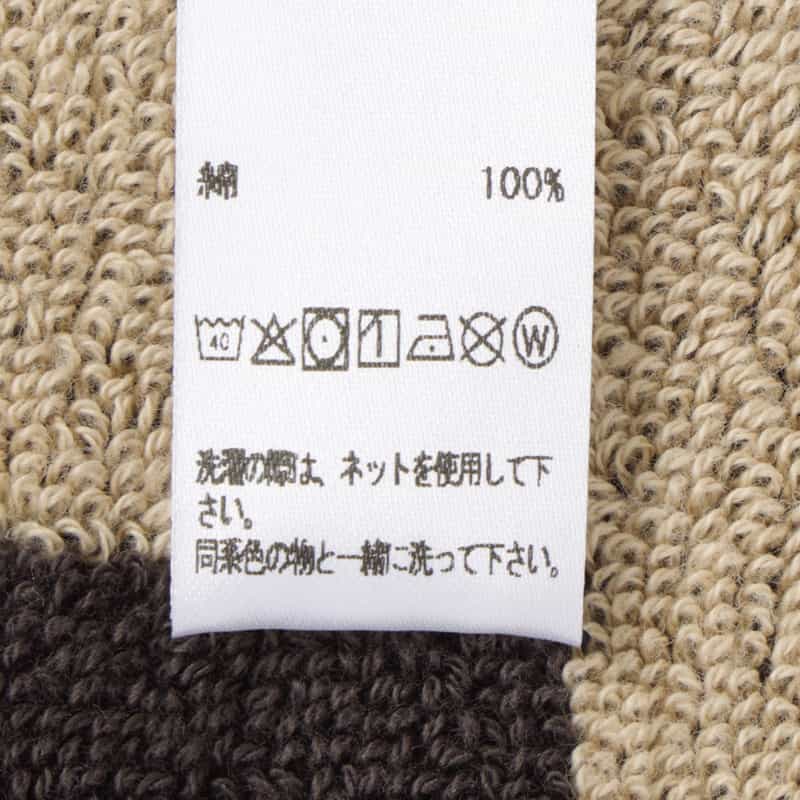 綿 100%
40 W
洗濯の際は、ネットを使用して下
さい。
同系色の物と一緒に洗って下さい。